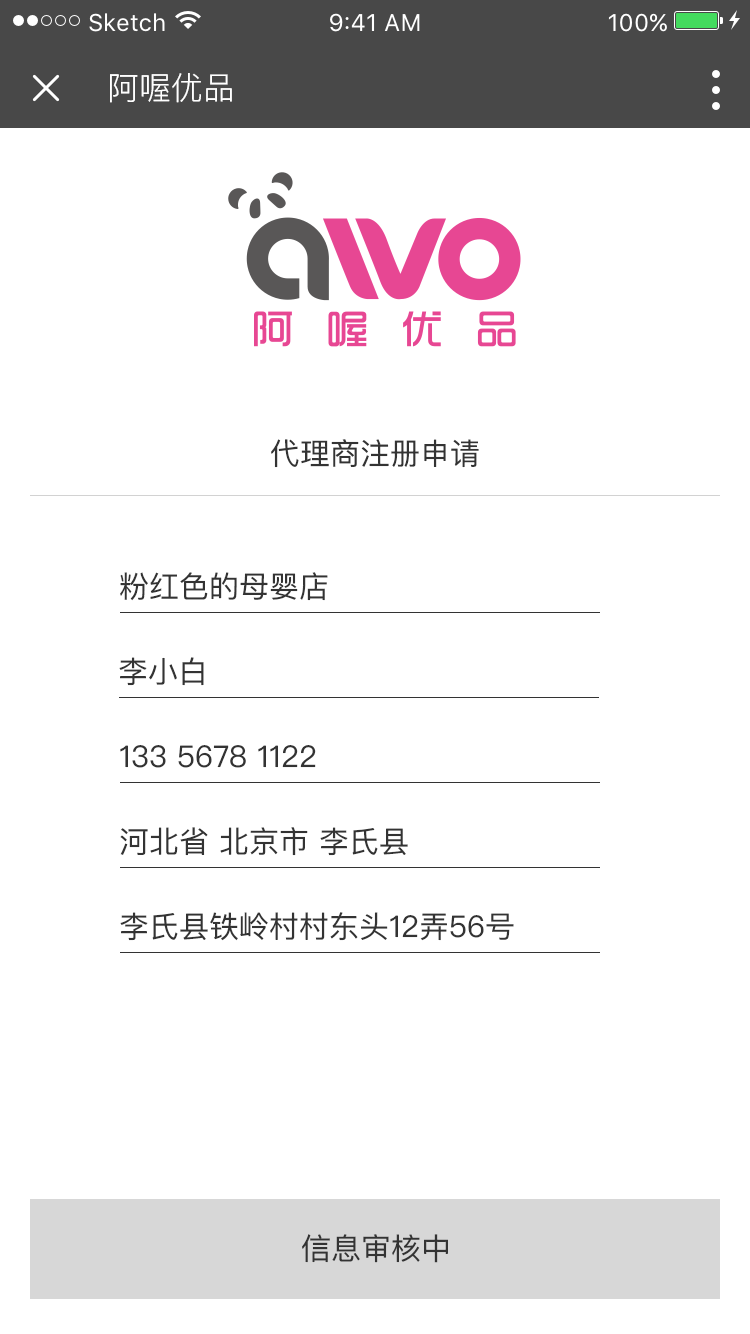 Sketch 9:41 AM 100%
阿喔优品
awo
阿喔优品
代理商注册申请
粉红色的母婴店
李小白
133 5678 1122
河北省 北京市 李氏县
李氏县铁岭村村东头12弄56号
信息审核中